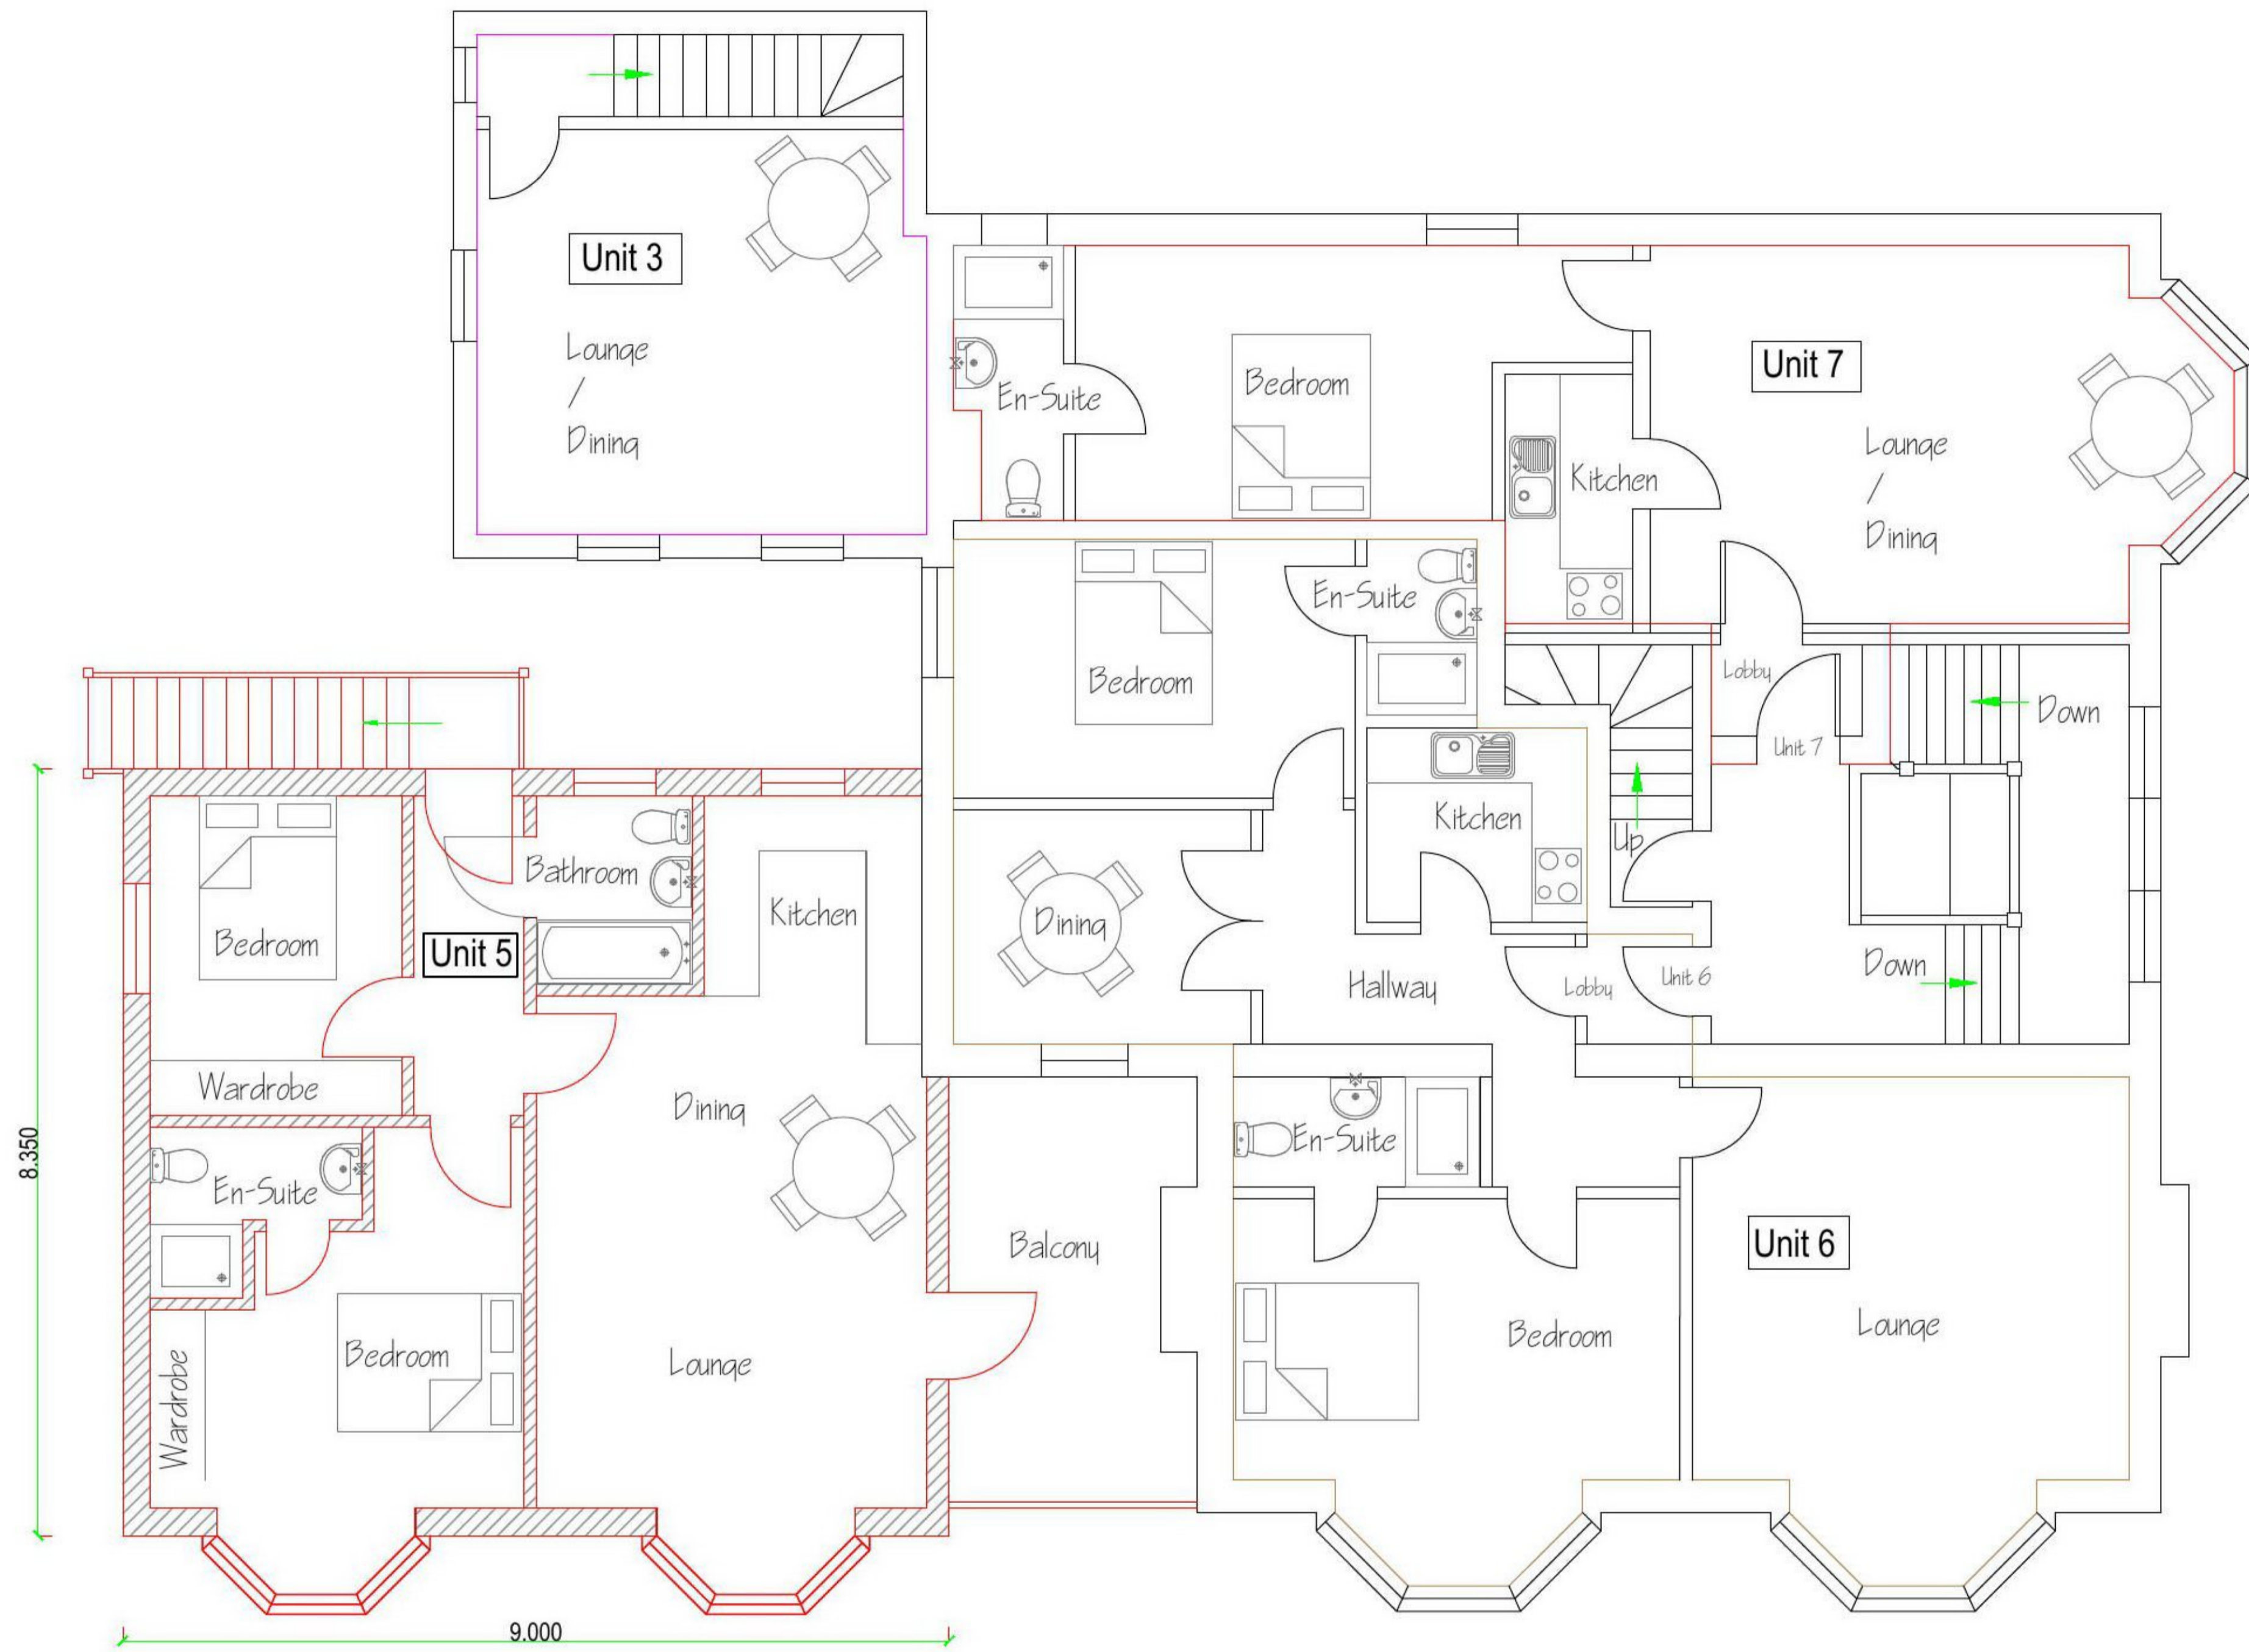 Unit 3
Lounge
/
Dining
En-Suite
Bedroom
Unit 7
Kitchen
Lounge
/
Dining
En-Suite
Bedroom
Lobby
Unit 7
Down
Kitchen
Up
Bedroom
Unit 5
Bathroom
Kitchen
Dining
Hallway
Lobby
Unit 6
Down
Wardrobe
Dining
En-Suite
En-Suite
8.350
Balcony
Unit 6
Bedroom
Lounge
Wardrobe
Bedroom
Lounge
9.000